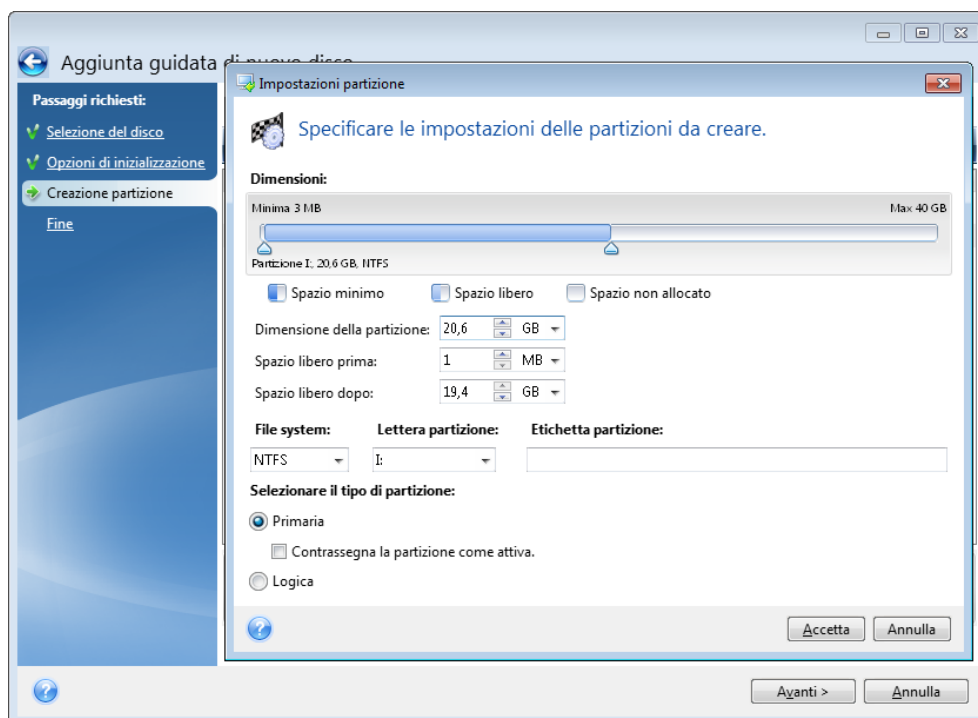 Aggiunta guidata di nuovo disco
Passaggi richiesti:
Selezione del disco
Opzioni di inizializzazione
Creazione partizione
Fine
Impostazioni partizione
Specificare le impostazioni delle partizioni da creare.
Dimensioni:
Minima 3 MB Max 40 GB
Partizione I:, 20,6 GB, NTFS
Spazio minimo Spazio libero Spazio non allocato
Dimensione della partizione: 20,6 GB
Spazio libero prima: 1 MB
Spazio libero dopo: 19,4 GB
File system: Lettera partizione: Etichetta partizione:
NTFS I:
Selezionare il tipo di partizione:
Primaria
Contrassegna la partizione come attiva.
Logica
Accetta Annulla
Avanti > Annulla